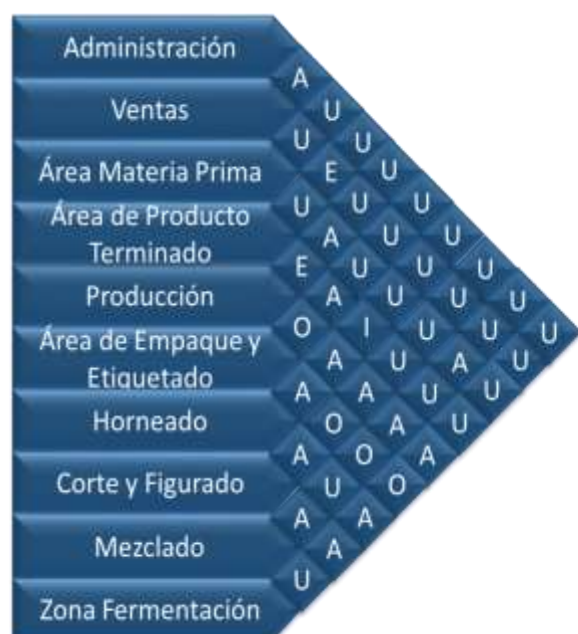 Administración
A
Ventas U
U U
Área Materia Prima E U
U U U
Área de Producto
A U U
Terminado
E U U U
Producción A U U U
O I U U U
Área de Empaque y
A U A U
Etiquetado
A A U U
Horneado O A U
A O A
Corte y Figurado U O
A A
Mezclado A
U
Zona Fermentación